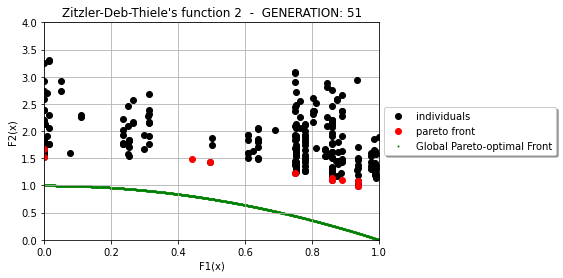 Zitzler-Deb-Thiele's function 2 - GENERATION: 51
4.0
3.5
3.0
2.5
2.0
1.5
1.0
0.5
0.0
F2(x)
0.0 0.2 0.4 0.6 0.8 1.0
F1(x)
individuals
pareto front
Global Pareto-optimal Front